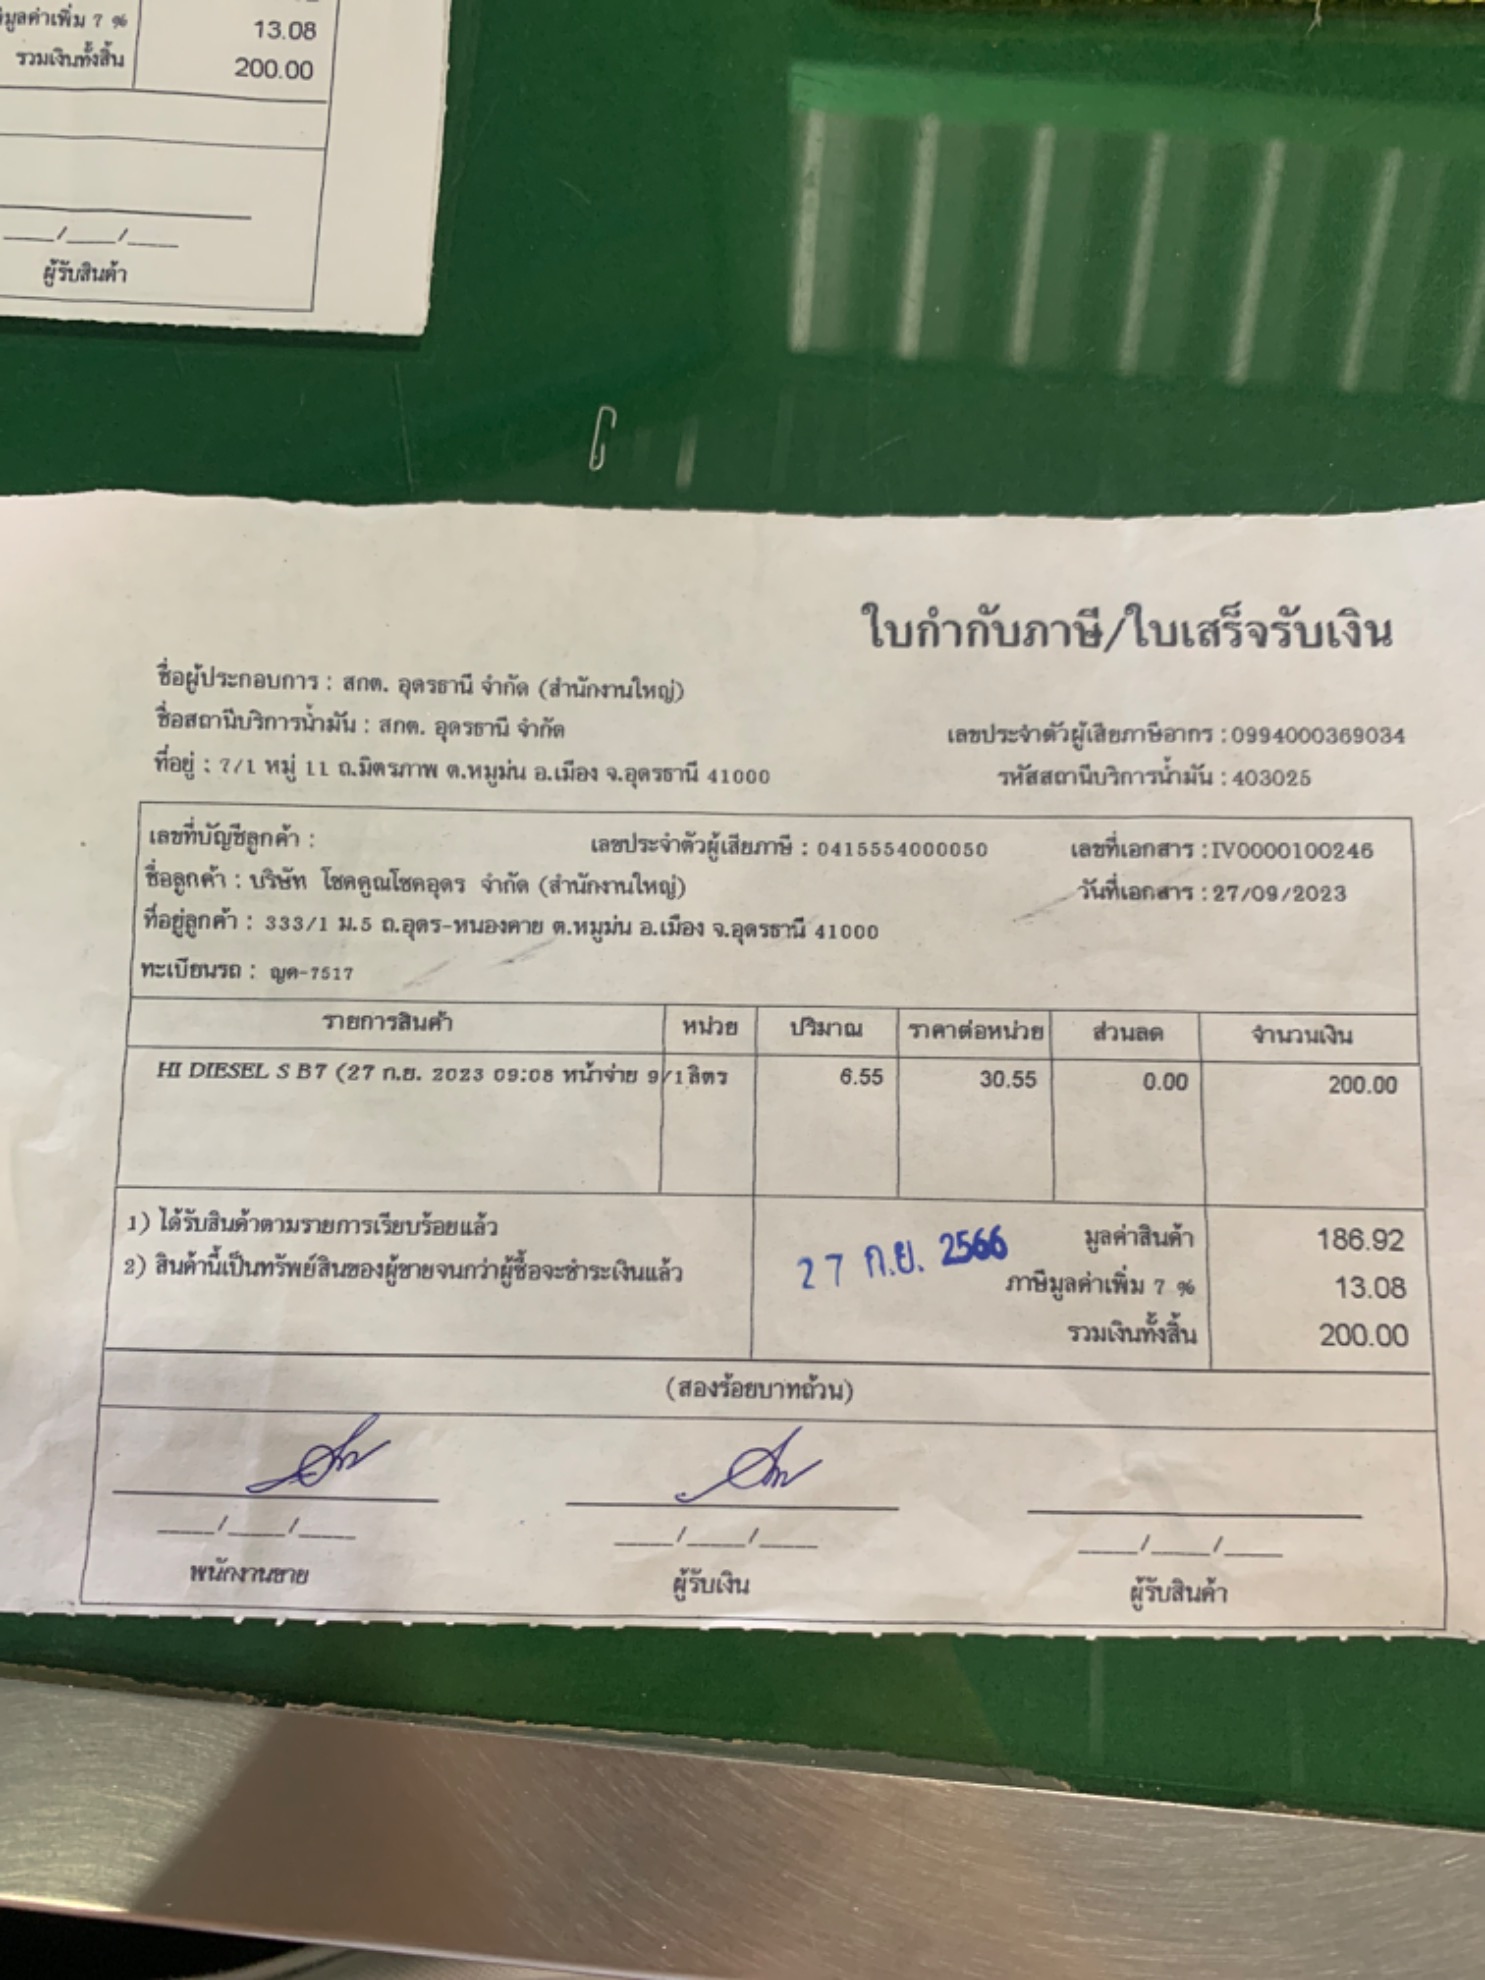 มูลค่าเพิ่ม 7 %
13.08
รวมเงินทั้งสิ้น
200.00
___/___/___
ผู้รับสินค้า
ใบกำกับภาษี/ใบเสร็จรับเงิน
ชื่อผู้ประกอบการ : สกต. อุดรธานี จำกัด (สำนักงานใหญ่)
ชื่อสถานีบริการน้ำมัน : สกต. อุดรธานี จำกัด
เลขประจำตัวผู้เสียภาษีอากร : 0994000369034
ที่อยู่ : 7/1 หมู่ 11 ถ.มิตรภาพ ต.หมูม่น อ.เมือง จ.อุดรธานี 41000
รหัสสถานีบริการน้ำมัน : 403025
เลขที่บัญชีลูกค้า : เลขประจำตัวผู้เสียภาษี : 0415554000050 เลขที่เอกสาร : IV0000100246
ชื่อลูกค้า : บริษัท โชคคูณโชคอุดร จำกัด (สำนักงานใหญ่) วันที่เอกสาร : 27/09/2023
ที่อยู่ลูกค้า : 333/1 ม.5 ถ.อุดร-หนองคาย ต.หมูม่น อ.เมือง จ.อุดรธานี 41000
ทะเบียนรถ : ญค-7517
รายการสินค้า หน่วย ปริมาณ ราคาต่อหน่วย ส่วนลด จำนวนเงิน
HI DIESEL S B7 (27 ก.ย. 2023 09:08 หน้าจ่าย 9/1 ลิตร 6.55 30.55 0.00 200.00
1) ได้รับสินค้าตามรายการเรียบร้อยแล้ว
2) สินค้านี้เป็นทรัพย์สินของผู้ขายจนกว่าผู้ซื้อจะชำระเงินแล้ว
27 ก.ย. 2566
มูลค่าสินค้า 186.92
ภาษีมูลค่าเพิ่ม 7 % 13.08
รวมเงินทั้งสิ้น 200.00
(สองร้อยบาทถ้วน)
___/___/___ ___/___/___ ___/___/___
พนักงานขาย ผู้รับเงิน ผู้รับสินค้า